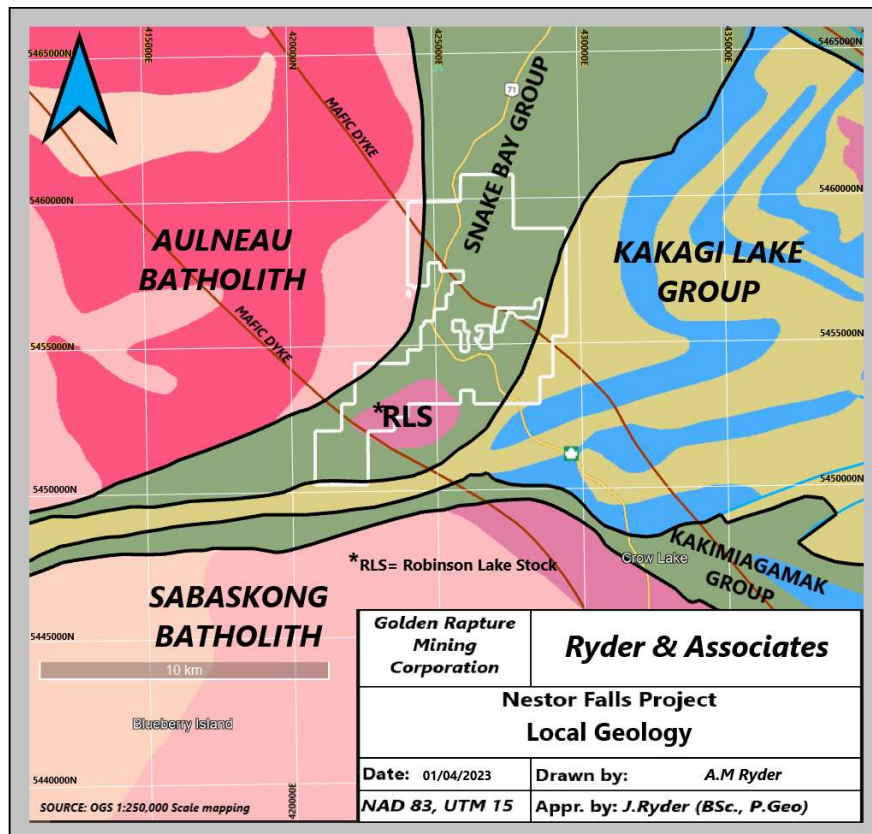 415000E
420000N
425000E
430000E
435000E
5465000N
5465000N
71
MAFIC DYKE
SNAKE BAY GROUP
5460000N
5460000N
AULNEAU
BATHOLITH
KAKAGI LAKE
GROUP
MAFIC DYKE
5455000N
5455000N
*RLS
5450000N
5450000N
*RLS= Robinson Lake Stock
Crow Lake
KAKIMIAGAMAK
GROUP
SABASKONG
BATHOLITH
5445000N
10 km
Blueberry Island
5440000N
420000E
SOURCE: OGS 1:250,000 Scale mapping
Golden Rapture
Mining
Corporation
Ryder & Associates
Nestor Falls Project
Local Geology
Date: 01/04/2023
Drawn by: A.M Ryder
NAD 83, UTM 15
Appr. by: J.Ryder (BSc., P.Geo)